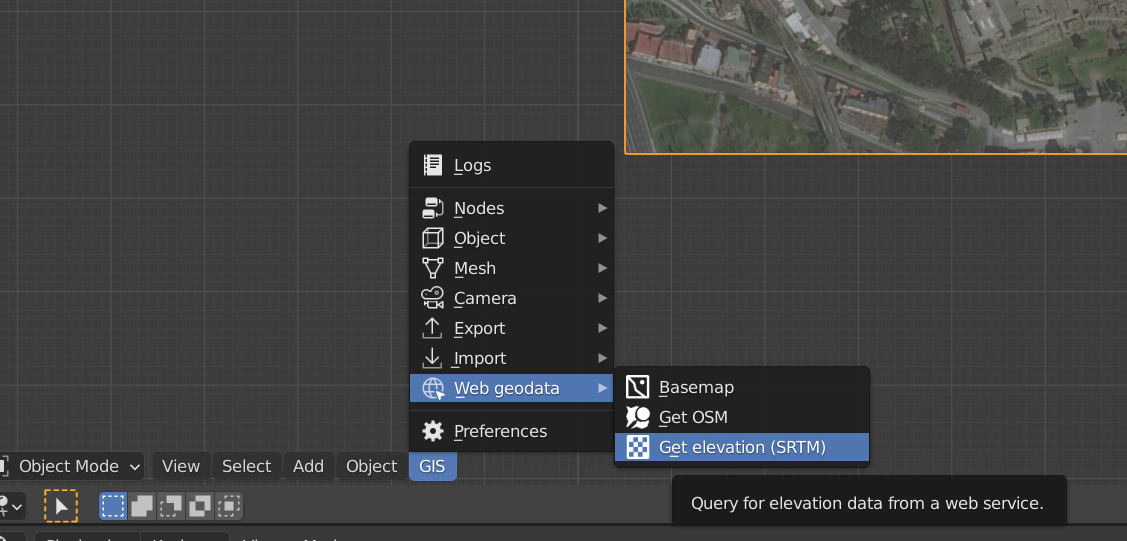 Logs
Nodes
Object
Mesh
Camera
Export
Import
Web geodata
Preferences
Basemap
Get OSM
Get elevation (SRTM)
Object Mode View Select Add Object GIS
Query for elevation data from a web service.